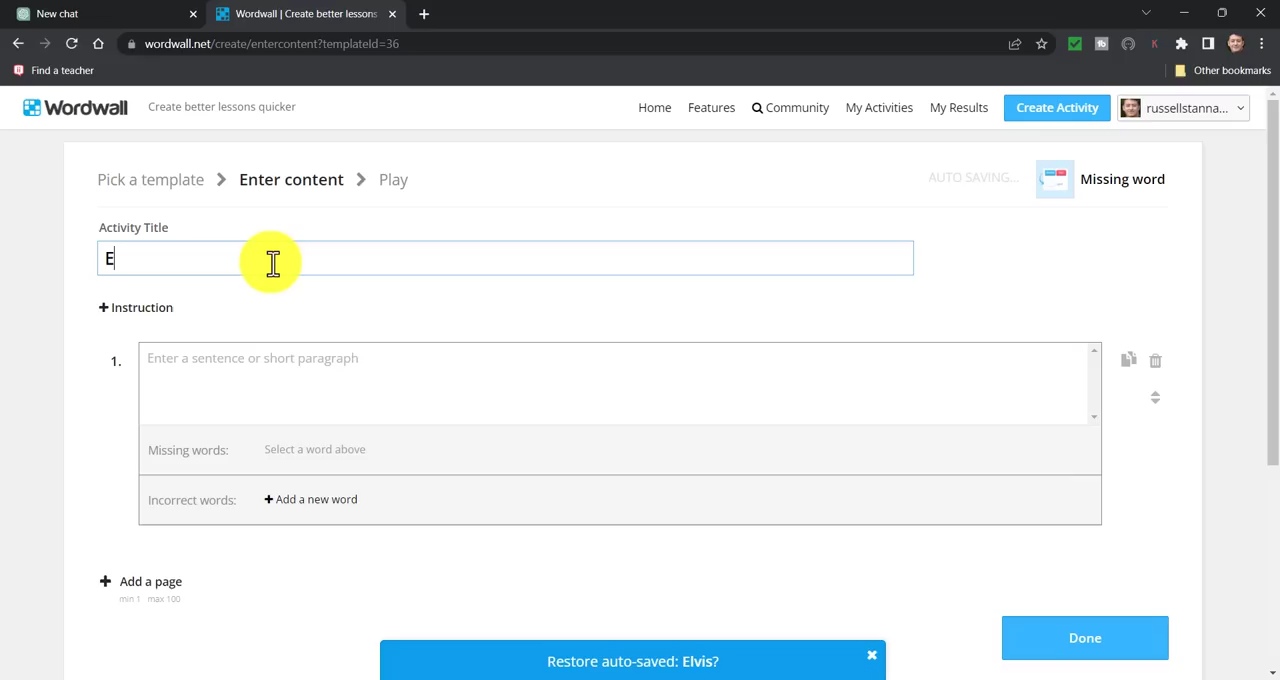 New chat
Wordwall | Create better lessons
wordwall.net/create/entercontent?templateId=36
Find a teacher
Other bookmarks
Wordwall
Create better lessons quicker
Home
Features
Community
My Activities
My Results
Create Activity
russellstanna...
Pick a template
Enter content
Play
AUTO SAVING...
Missing word
Activity Title
E
+ Instruction
1.
Enter a sentence or short paragraph
Missing words:
Select a word above
Incorrect words:
+ Add a new word
+ Add a page
min 1 max 100
Done
Restore auto-saved: Elvis?